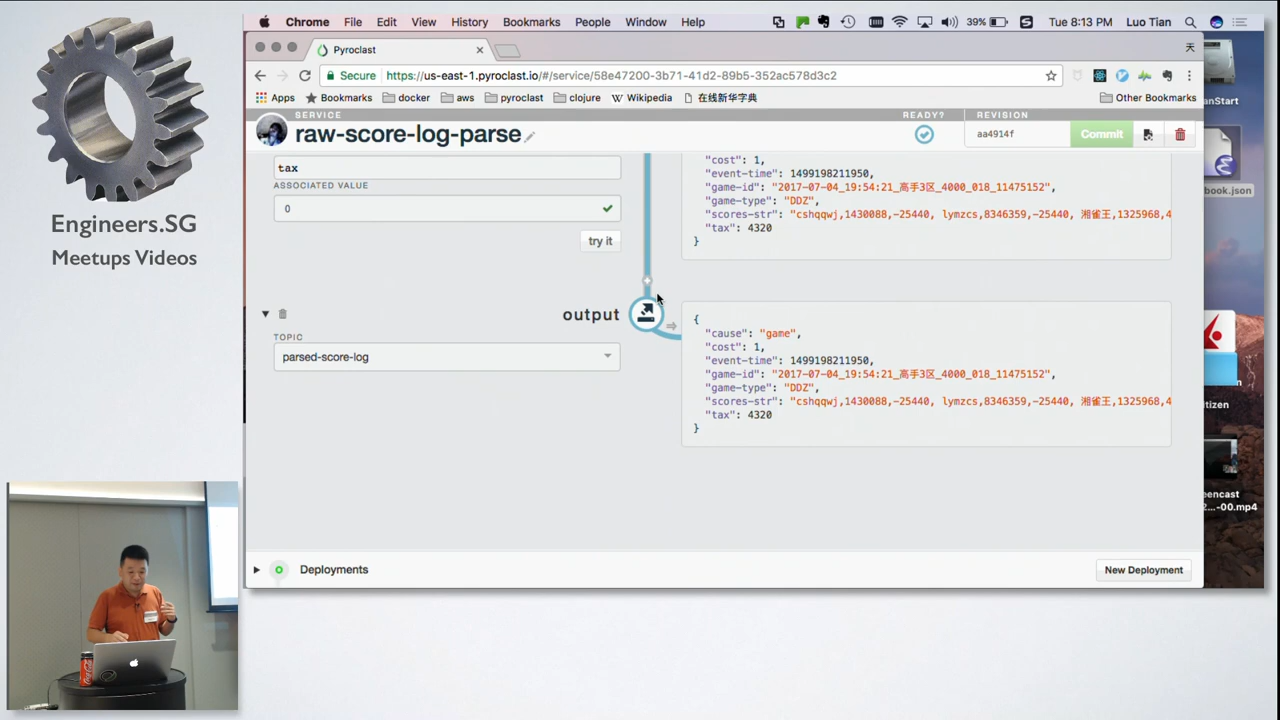 Chrome File Edit View History Bookmarks People Window Help 39% Tue 8:13 PM Luo Tian
Pyroclast
天
Secure https://us-east-1.pyroclast.io/#/service/58e47200-3b71-41d2-89b5-352ac578d3c2
Apps Bookmarks docker aws pyroclast clojure Wikipedia 在线新华字典 Other Bookmarks
SERVICE
raw-score-log-parse
READY?
REVISION
aa4914f
Commit
tax
ASSOCIATED VALUE
0
try it
"cost": 1,
"event-time": 1499198211950,
"game-id": "2017-07-04_19:54:21_高手3区_4000_018_11475152",
"game-type": "DDZ",
"scores-str": "cshqqwj,1430088,-25440, lymzcs,8346359,-25440, 湘雀王,1325968,4
"tax": 4320
}
output
TOPIC
parsed-score-log
{
"cause": "game",
"cost": 1,
"event-time": 1499198211950,
"game-id": "2017-07-04_19:54:21_高手3区_4000_018_11475152",
"game-type": "DDZ",
"scores-str": "cshqqwj,1430088,-25440, lymzcs,8346359,-25440, 湘雀王,1325968,4
"tax": 4320
}
Deployments
New Deployment
anStart
book.json
itizen
eencast
2...-00.mp4
Engineers.SG
Meetups Videos